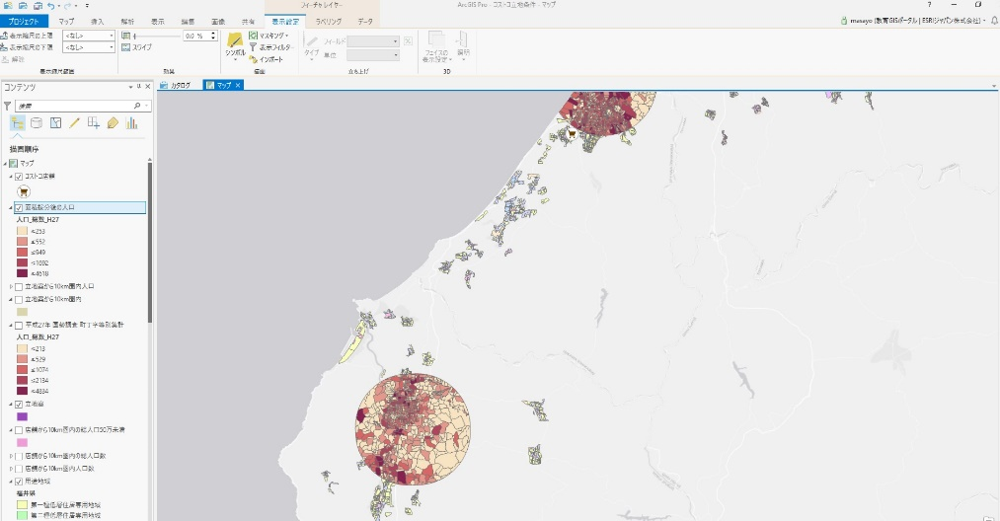 フィーチャ レイヤー
ArcGIS Pro - コストコ立地条件 - マップ
?
プロジェクト マップ 挿入 解析 表示 編集 画像 共有 表示設定 ラベリング データ
masayo (教育GISポータル | ESRIジャパン株式会社)
表示縮尺の上限 <なし>
表示縮尺の下限 <なし>
解除
表示縮尺範囲
0.0 %
スワイプ
効果
シンボル
マスキング
表示フィルター
インポート
描画
タイプ
フィールド
単位
立ち上げ
フェイスの
表示設定
照明
3D
コンテンツ
カタログ マップ
検索
描画順序
マップ
コストコ店舗
面積按分後の人口
人口_総数_H27
≤253
≤552
≤949
≤1692
≤4618
立地案から10km圏内人口
立地案から10km圏内
平成27年 国勢調査 町丁字等別集計
人口_総数_H27
≤213
≤529
≤1074
≤2134
≤4834
立地案
店舗から10km圏内の総人口50万未満
店舗から10km圏内の総人口数
店舗から10km圏内人口数
用途地域
福井県
第一種低層住居専用地域
第二種低層住居専用地域